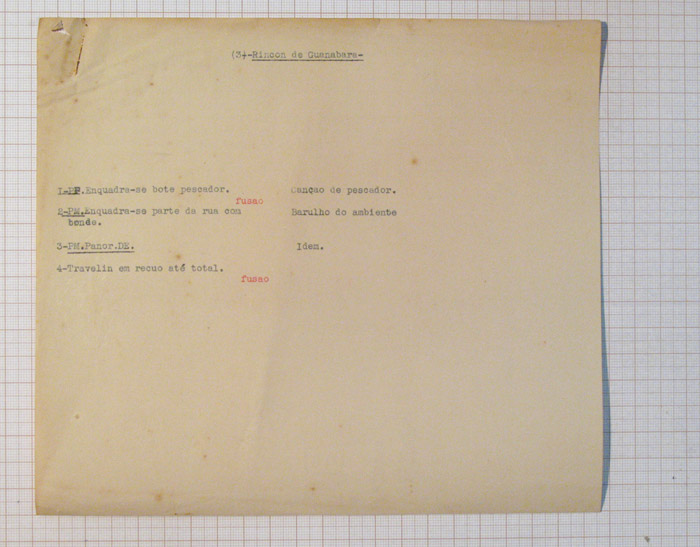 (3)-Rincon de Guanabara-
1-PP.Enquadra-se bote pescador. Canção de pescador.
fusao
2-PM.Enquadra-se parte da rua com Barulho do ambiente
bonde.
3-PM.Panor.DE. Idem.
4-Travelin em recuo até total.
fusao